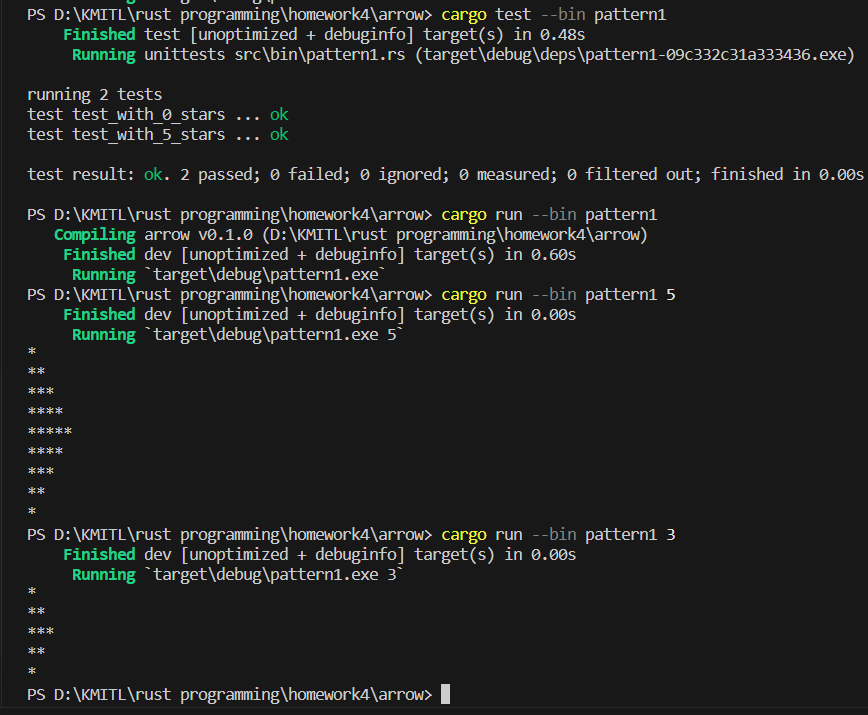 PS D:\KMITL\rust programming\homework4\arrow> cargo test --bin pattern1
    Finished test [unoptimized + debuginfo] target(s) in 0.48s
     Running unittests src\bin\pattern1.rs (target\debug\deps\pattern1-09c332c31a333436.exe)

running 2 tests
test test_with_0_stars ... ok
test test_with_5_stars ... ok

test result: ok. 2 passed; 0 failed; 0 ignored; 0 measured; 0 filtered out; finished in 0.00s

PS D:\KMITL\rust programming\homework4\arrow> cargo run --bin pattern1
   Compiling arrow v0.1.0 (D:\KMITL\rust programming\homework4\arrow)
    Finished dev [unoptimized + debuginfo] target(s) in 0.60s
     Running `target\debug\pattern1.exe`
PS D:\KMITL\rust programming\homework4\arrow> cargo run --bin pattern1 5
    Finished dev [unoptimized + debuginfo] target(s) in 0.00s
     Running `target\debug\pattern1.exe 5`
*
**
***
****
*****
****
***
**
*
PS D:\KMITL\rust programming\homework4\arrow> cargo run --bin pattern1 3
    Finished dev [unoptimized + debuginfo] target(s) in 0.00s
     Running `target\debug\pattern1.exe 3`
*
**
***
**
*
PS D:\KMITL\rust programming\homework4\arrow>